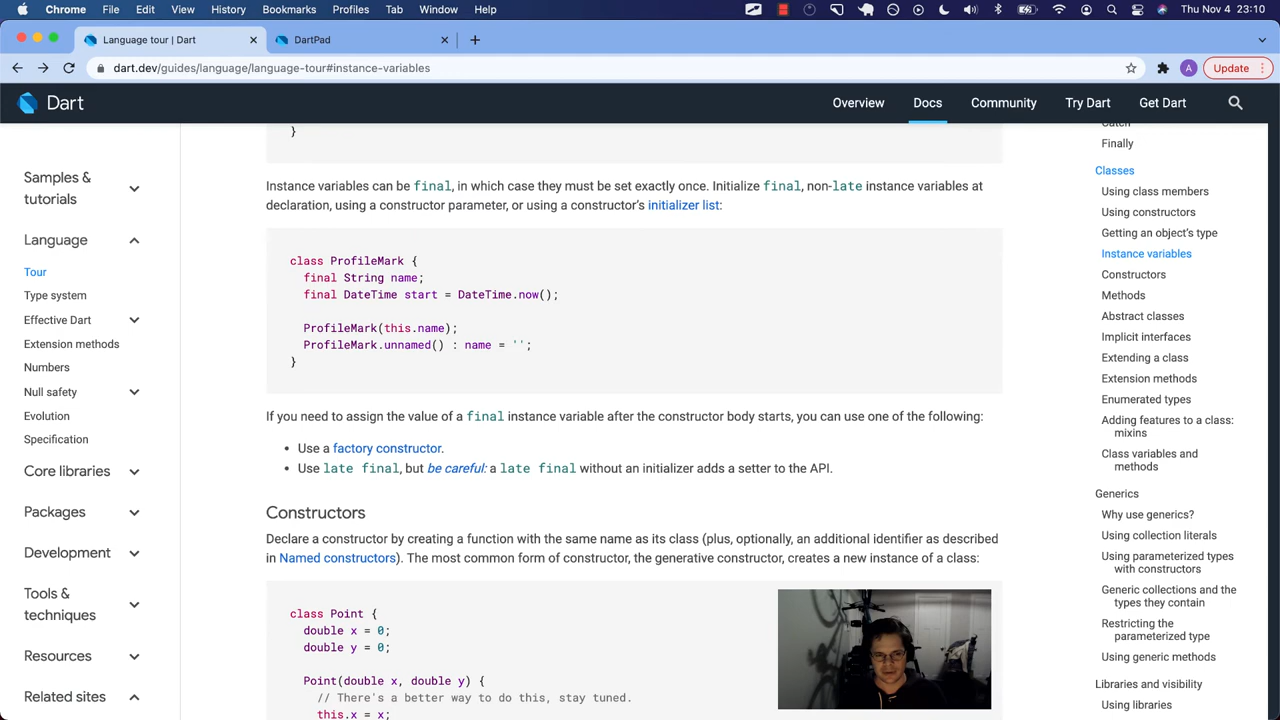 Chrome File Edit View History Bookmarks Profiles Tab Window Help Thu Nov 4 23:10
Language tour | Dart
DartPad
dart.dev/guides/language/language-tour#instance-variables
A
Update
Dart
Overview
Docs
Community
Try Dart
Get Dart
Samples &
tutorials
Language
Tour
Type system
Effective Dart
Extension methods
Numbers
Null safety
Evolution
Specification
Core libraries
Packages
Development
Tools &
techniques
Resources
Related sites
}
Instance variables can be final, in which case they must be set exactly once. Initialize final, non-late instance variables at
declaration, using a constructor parameter, or using a constructor's initializer list:
class ProfileMark {
final String name;
final DateTime start = DateTime.now();
ProfileMark(this.name);
ProfileMark.unnamed() : name = '';
}
If you need to assign the value of a final instance variable after the constructor body starts, you can use one of the following:
• Use a factory constructor.
• Use late final, but be careful: a late final without an initializer adds a setter to the API.
Constructors
Declare a constructor by creating a function with the same name as its class (plus, optionally, an additional identifier as described
in Named constructors). The most common form of constructor, the generative constructor, creates a new instance of a class:
class Point {
double x = 0;
double y = 0;
Point(double x, double y) {
// There's a better way to do this, stay tuned.
this.x = x;
Catch
Finally
Classes
Using class members
Using constructors
Getting an object's type
Instance variables
Constructors
Methods
Abstract classes
Implicit interfaces
Extending a class
Extension methods
Enumerated types
Adding features to a class:
mixins
Class variables and
methods
Generics
Why use generics?
Using collection literals
Using parameterized types
with constructors
Generic collections and the
types they contain
Restricting the
parameterized type
Using generic methods
Libraries and visibility
Using libraries